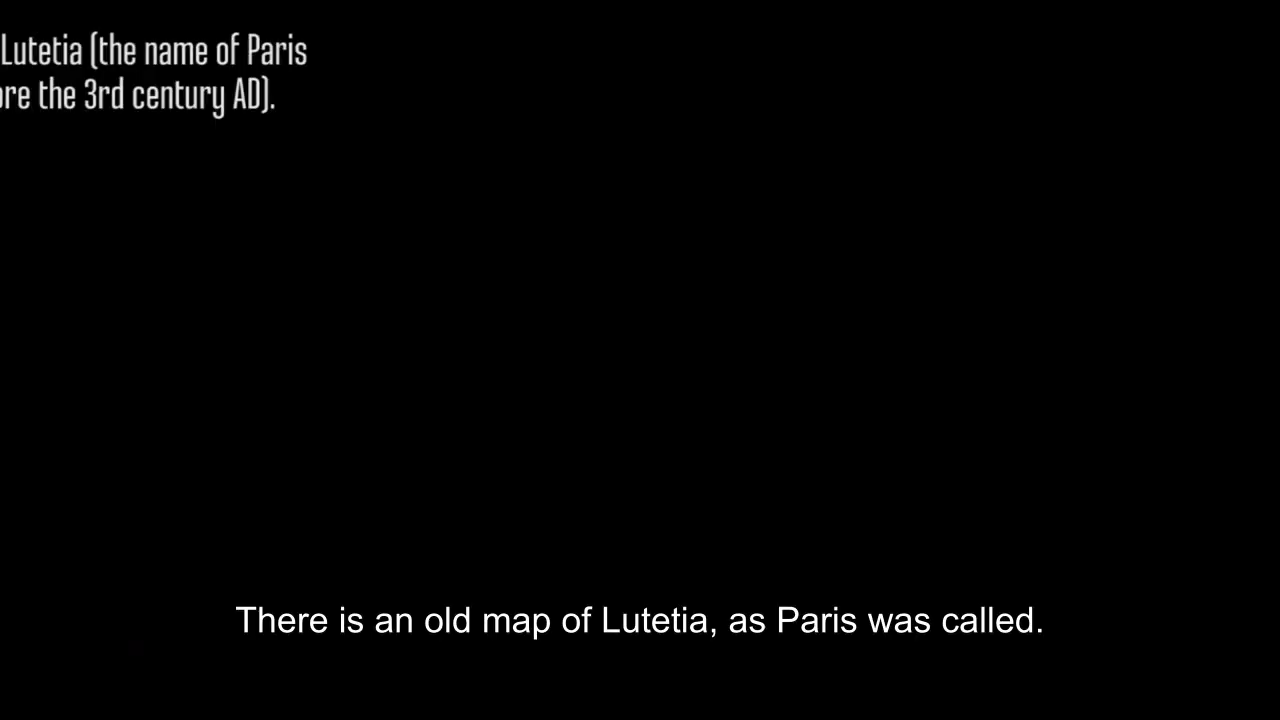 Lutetia (the name of Paris
the 3rd century AD).
There is an old map of Lutetia, as Paris was called.